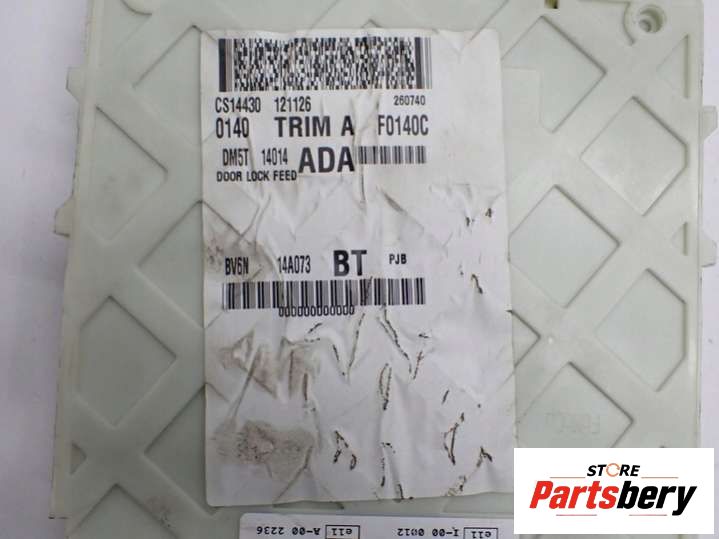 CS14430 121126 260740
0140 TRIM A F0140C
DM5T 14014 ADA
DOOR LOCK FEED
BV6N 14A073 BT PJB
000000000000
e11 A-00 2236
e11 I-00 0012
STORE
Partsbery